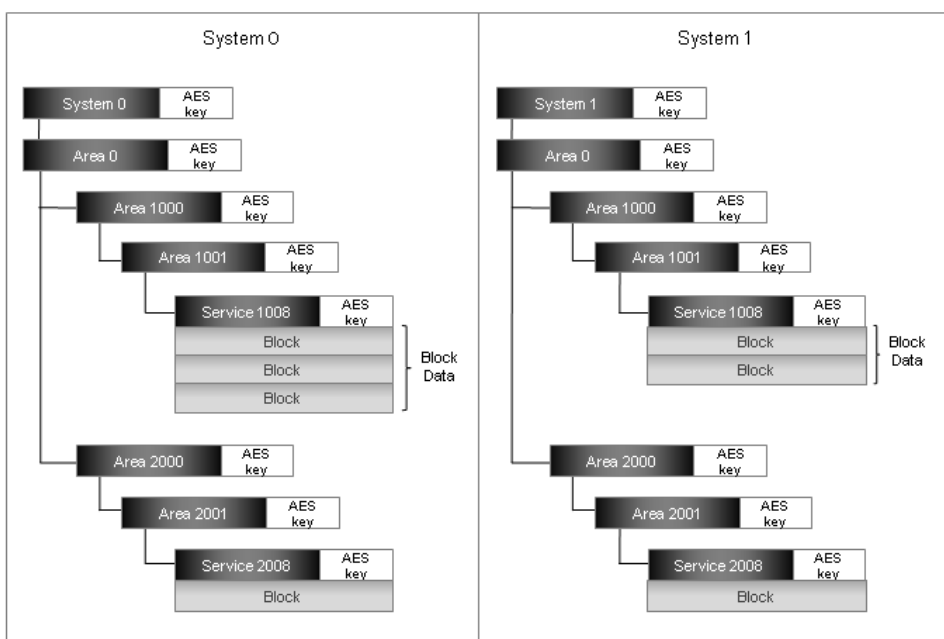 System 0
System 0
AES
key
Area 0
AES
key
Area 1000
AES
key
Area 1001
AES
key
Service 1008
AES
key
Block
Block
Block
Block
Data
Area 2000
AES
key
Area 2001
AES
key
Service 2008
AES
key
Block
System 1
System 1
AES
key
Area 0
AES
key
Area 1000
AES
key
Area 1001
AES
key
Service 1008
AES
key
Block
Block
Block
Data
Area 2000
AES
key
Area 2001
AES
key
Service 2008
AES
key
Block